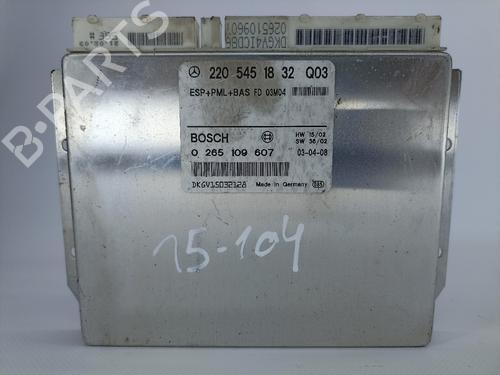 DKGV41CD86
0265109607
220 545 18 32 Q03
ESP+PML+BAS FD 03M04
BOSCH
HW 15/02
SW 36/02
0 265 109 607
03-04-08
DKGV15032128
Made in Germany
15-104
B-PARTS